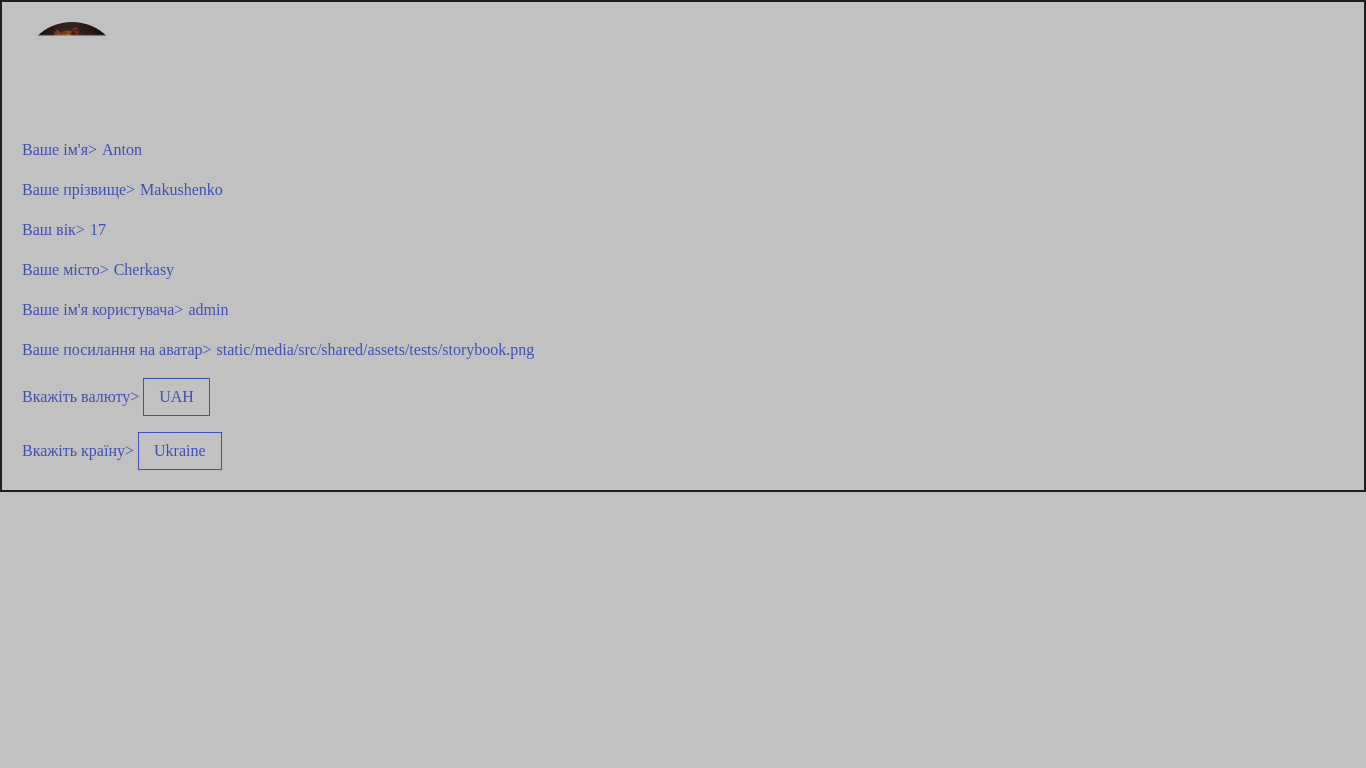 Ваше ім'я> Anton
Ваше прізвище> Makushenko
Ваш вік> 17
Ваше місто> Cherkasy
Ваше ім'я користувача> admin
Ваше посилання на аватар> static/media/src/shared/assets/tests/storybook.png
Вкажіть валюту> UAH
Вкажіть країну> Ukraine